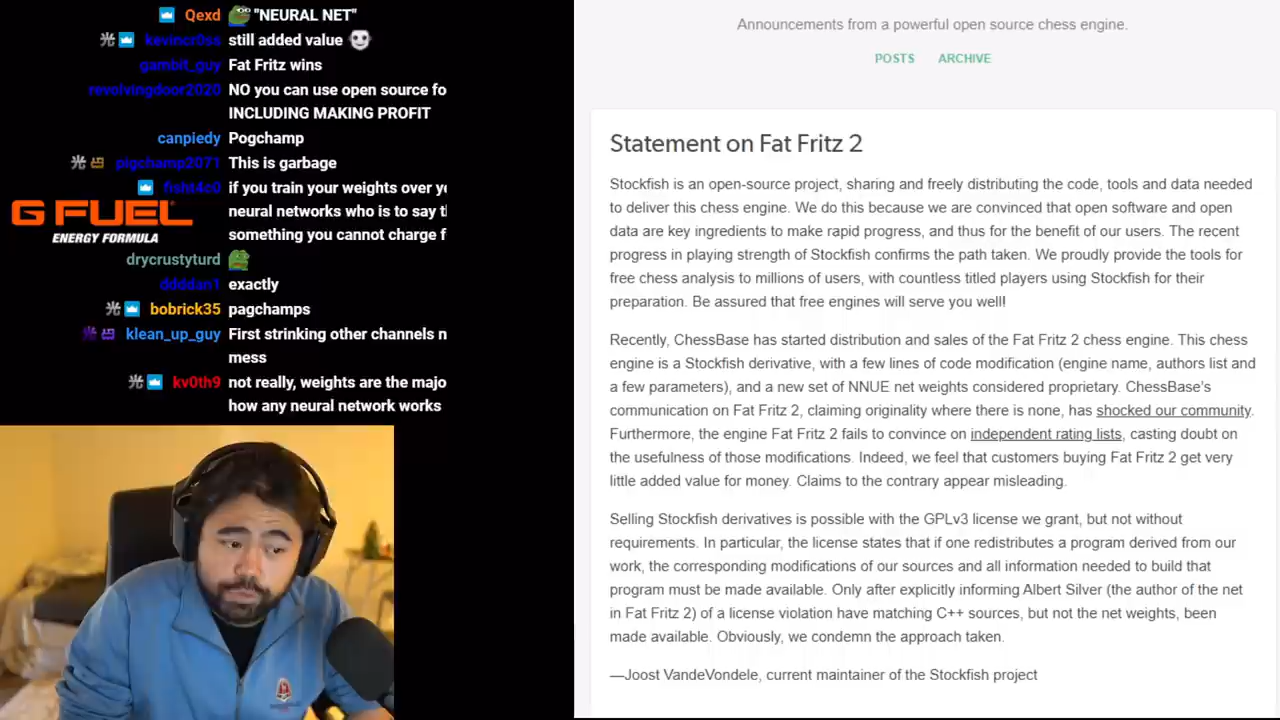 Qexd "NEURAL NET"
kevincr0ss still added value
gambit_guy Fat Fritz wins
revolvingdoor2020 NO you can use open source fo
INCLUDING MAKING PROFIT
canpiedy Pogchamp
pigchamp2071 This is garbage
fisht4c0 if you train your weights over y
neural networks who is to say t
something you cannot charge f
G FUEL
ENERGY FORMULA
drycrustyturd
ddddan1 exactly
bobrick35 pagchamps
klean_up_guy First strinking other channels n
mess
kv0th9 not really, weights are the majo
how any neural network works
Announcements from a powerful open source chess engine.
POSTS ARCHIVE
Statement on Fat Fritz 2
Stockfish is an open-source project, sharing and freely distributing the code, tools and data needed
to deliver this chess engine. We do this because we are convinced that open software and open
data are key ingredients to make rapid progress, and thus for the benefit of our users. The recent
progress in playing strength of Stockfish confirms the path taken. We proudly provide the tools for
free chess analysis to millions of users, with countless titled players using Stockfish for their
preparation. Be assured that free engines will serve you well!
Recently, ChessBase has started distribution and sales of the Fat Fritz 2 chess engine. This chess
engine is a Stockfish derivative, with a few lines of code modification (engine name, authors list and
a few parameters), and a new set of NNUE net weights considered proprietary. ChessBase's
communication on Fat Fritz 2, claiming originality where there is none, has shocked our community.
Furthermore, the engine Fat Fritz 2 fails to convince on independent rating lists, casting doubt on
the usefulness of those modifications. Indeed, we feel that customers buying Fat Fritz 2 get very
little added value for money. Claims to the contrary appear misleading.
Selling Stockfish derivatives is possible with the GPLv3 license we grant, but not without
requirements. In particular, the license states that if one redistributes a program derived from our
work, the corresponding modifications of our sources and all information needed to build that
program must be made available. Only after explicitly informing Albert Silver (the author of the net
in Fat Fritz 2) of a license violation have matching C++ sources, but not the net weights, been
made available. Obviously, we condemn the approach taken.
—Joost VandeVondele, current maintainer of the Stockfish project